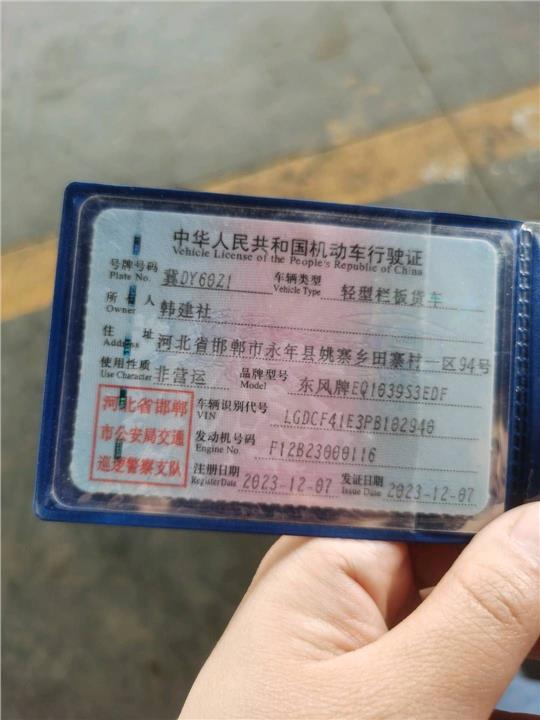 中华人民共和国机动车行驶证
Vehicle License of the People's Republic of China
号牌号码 Plate No. 冀DY60Z1 车辆类型 Vehicle Type 轻型栏板货车
所有人 Owner 韩建社
住址 Address 河北省邯郸市永年县姚寨乡田寨村一区94号
使用性质 Use Character 非营运 品牌型号 Model 东风牌EQ1039S3EDF
河北省邯郸市公安局交通巡逻警察支队
车辆识别代号 VIN LGDCF41E3PB102940
发动机号码 Engine No. F12B23000116
注册日期 Register Date 2023-12-07 发证日期 Issue Date 2023-12-07